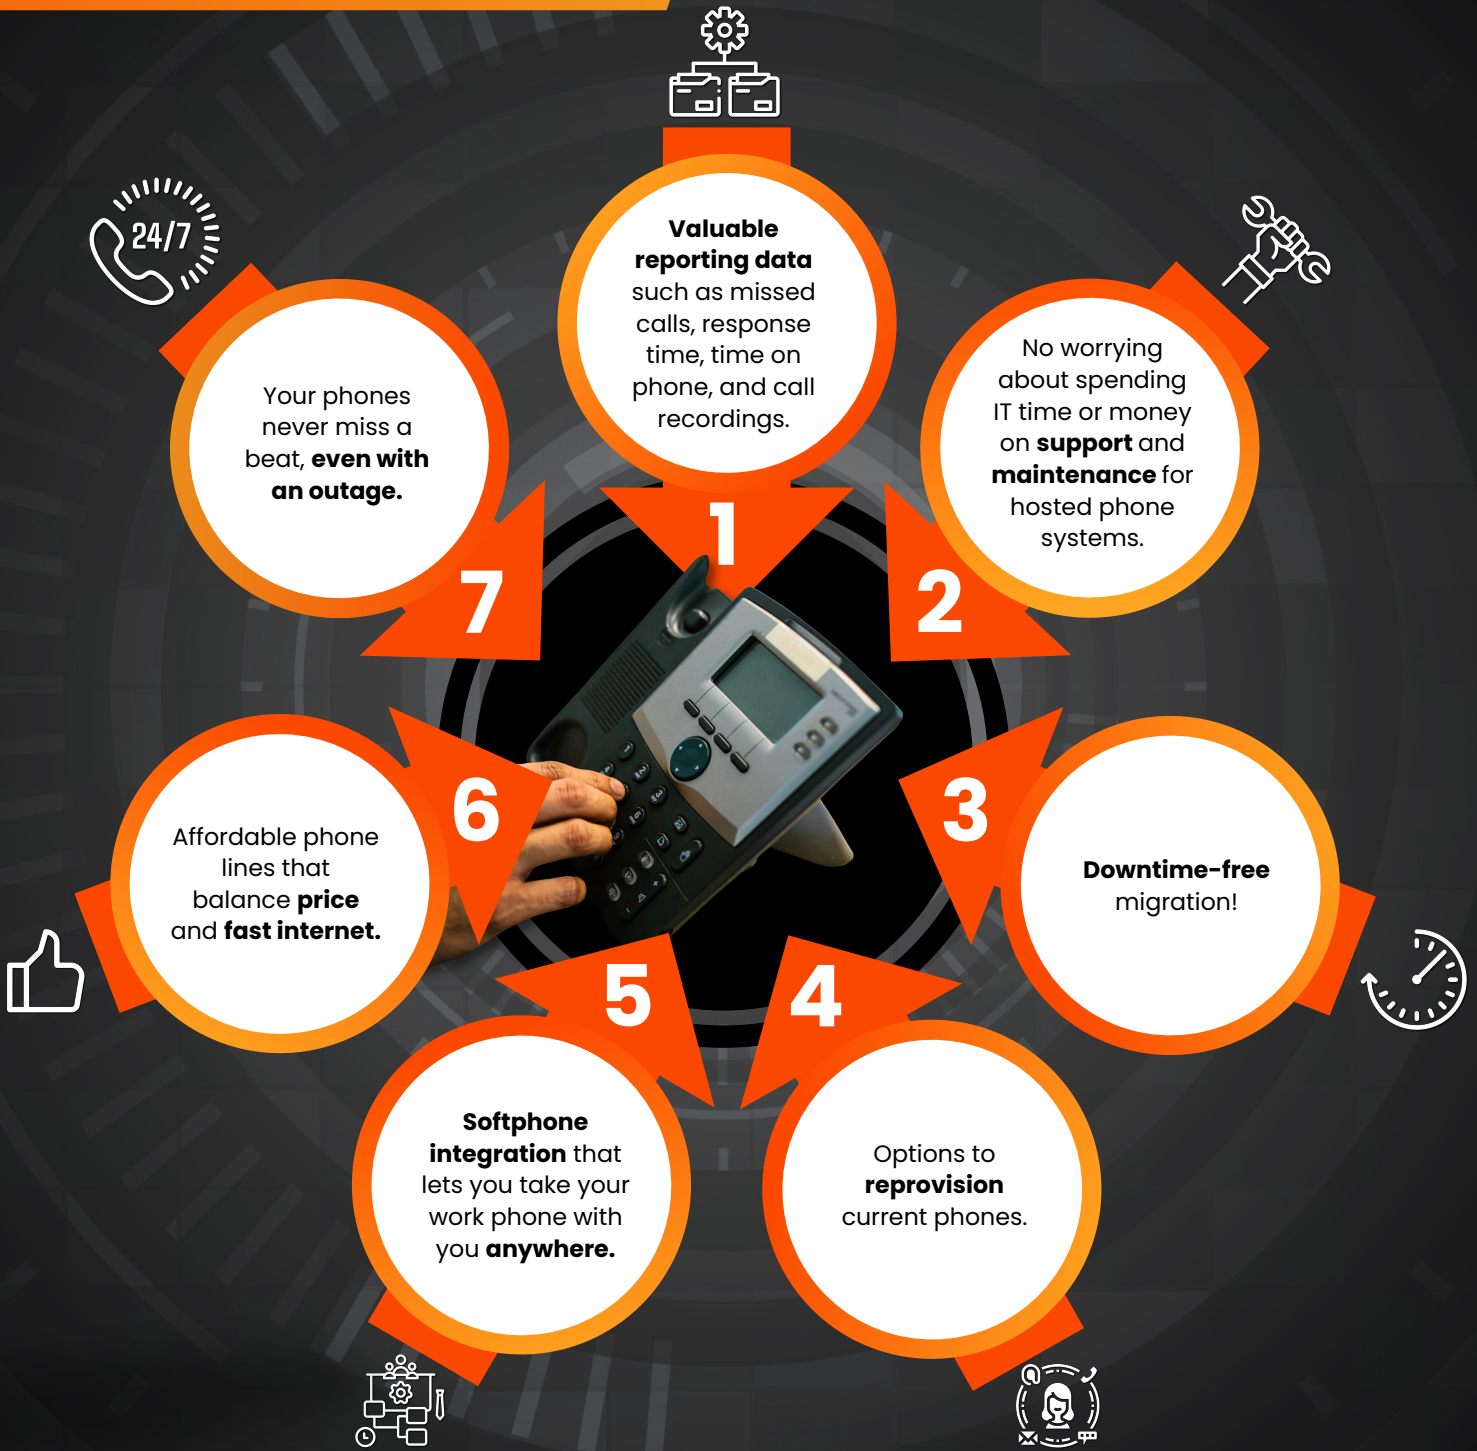 1
Valuable
reporting data
such as missed
calls, response
time, time on
phone, and call
recordings.
2
No worrying
about spending
IT time or money
on support and
maintenance for
hosted phone
systems.
3
Downtime-free
migration!
4
Options to
reprovision
current phones.
5
Softphone
integration that
lets you take your
work phone with
you anywhere.
6
Affordable phone
lines that
balance price
and fast internet.
7
Your phones
never miss a
beat, even with
an outage.
24/7